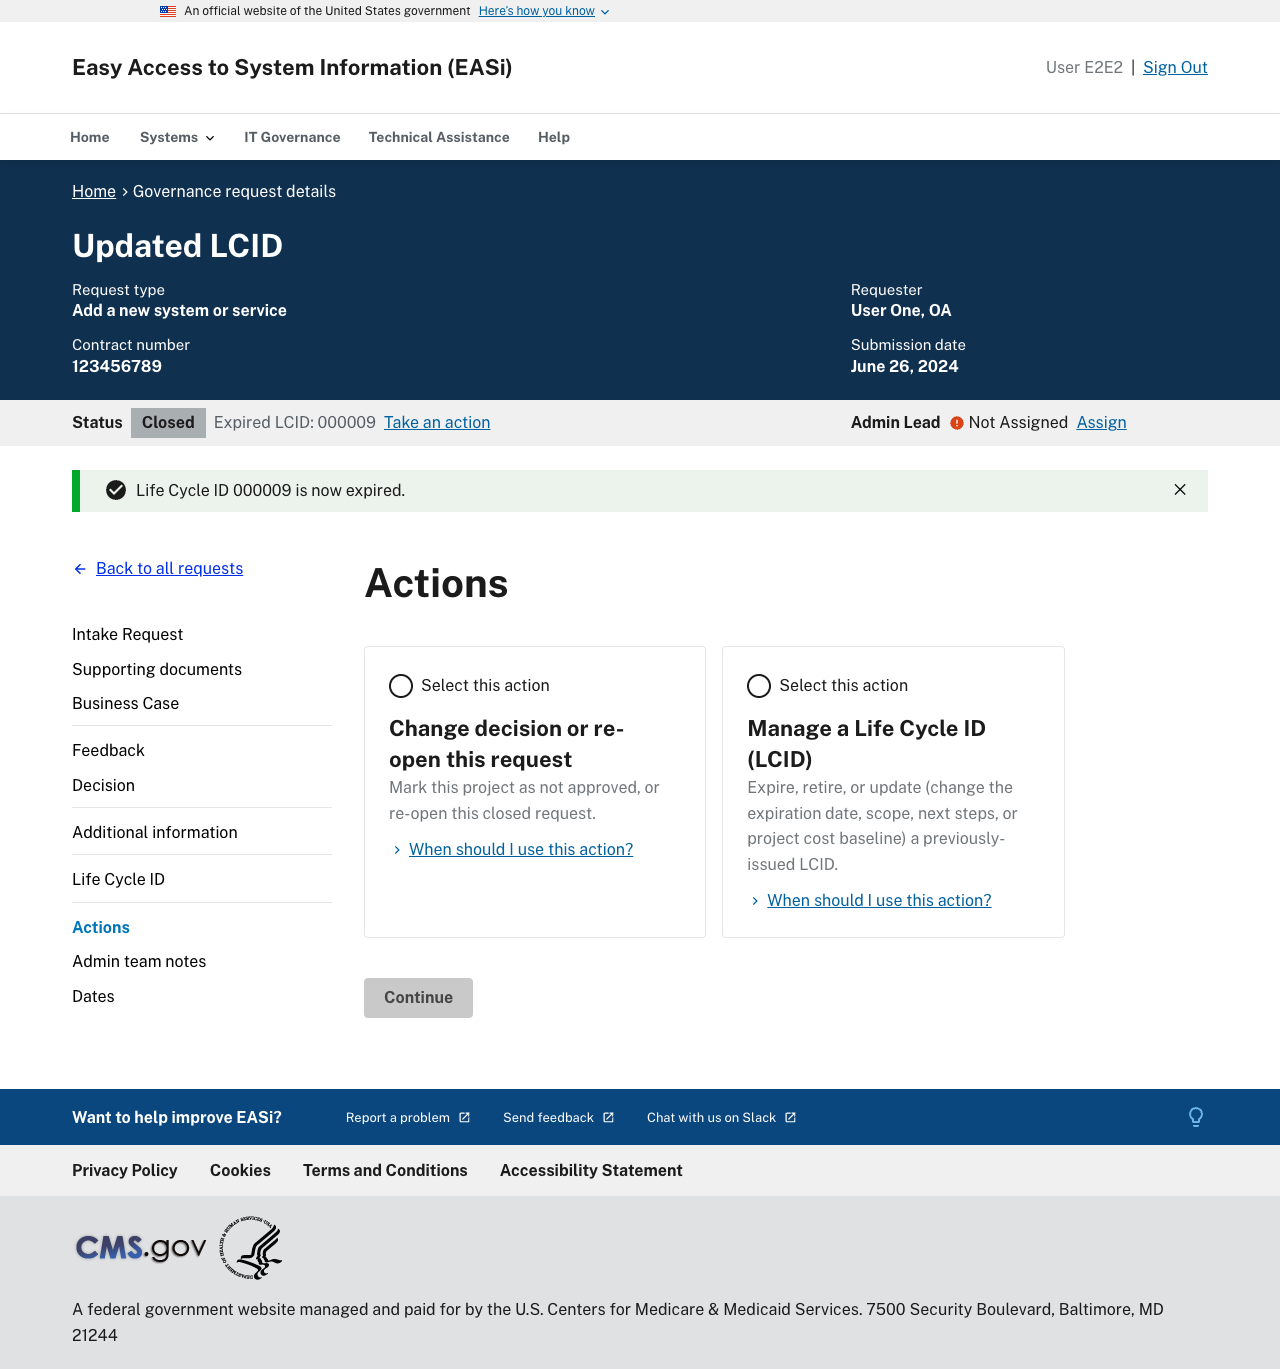 An official website of the United States government Here's how you know
Easy Access to System Information (EASi)
User E2E2 | Sign Out
Home Systems IT Governance Technical Assistance Help
Home > Governance request details
Updated LCID
Request type
Add a new system or service
Requester
User One, OA
Contract number
123456789
Submission date
June 26, 2024
Status Closed Expired LCID: 000009 Take an action
Admin Lead Not Assigned Assign
Life Cycle ID 000009 is now expired.
Back to all requests
Intake Request
Supporting documents
Business Case
Feedback
Decision
Additional information
Life Cycle ID
Actions
Admin team notes
Dates
Actions
Select this action
Change decision or re-
open this request
Mark this project as not approved, or
re-open this closed request.
When should I use this action?
Select this action
Manage a Life Cycle ID
(LCID)
Expire, retire, or update (change the
expiration date, scope, next steps, or
project cost baseline) a previously-
issued LCID.
When should I use this action?
Continue
Want to help improve EASi? Report a problem Send feedback Chat with us on Slack
Privacy Policy Cookies Terms and Conditions Accessibility Statement
CMS.gov
DEPARTMENT OF HEALTH & HUMAN SERVICES · USA
A federal government website managed and paid for by the U.S. Centers for Medicare & Medicaid Services. 7500 Security Boulevard, Baltimore, MD
21244